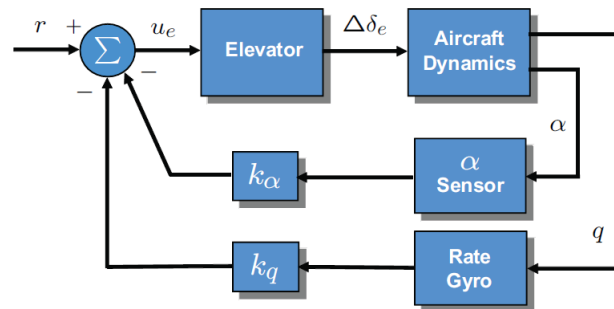 r
+
u_e
Δδ_e
Σ
−
−
Elevator
Aircraft
Dynamics
α
k_α
α
Sensor
q
k_q
Rate
Gyro